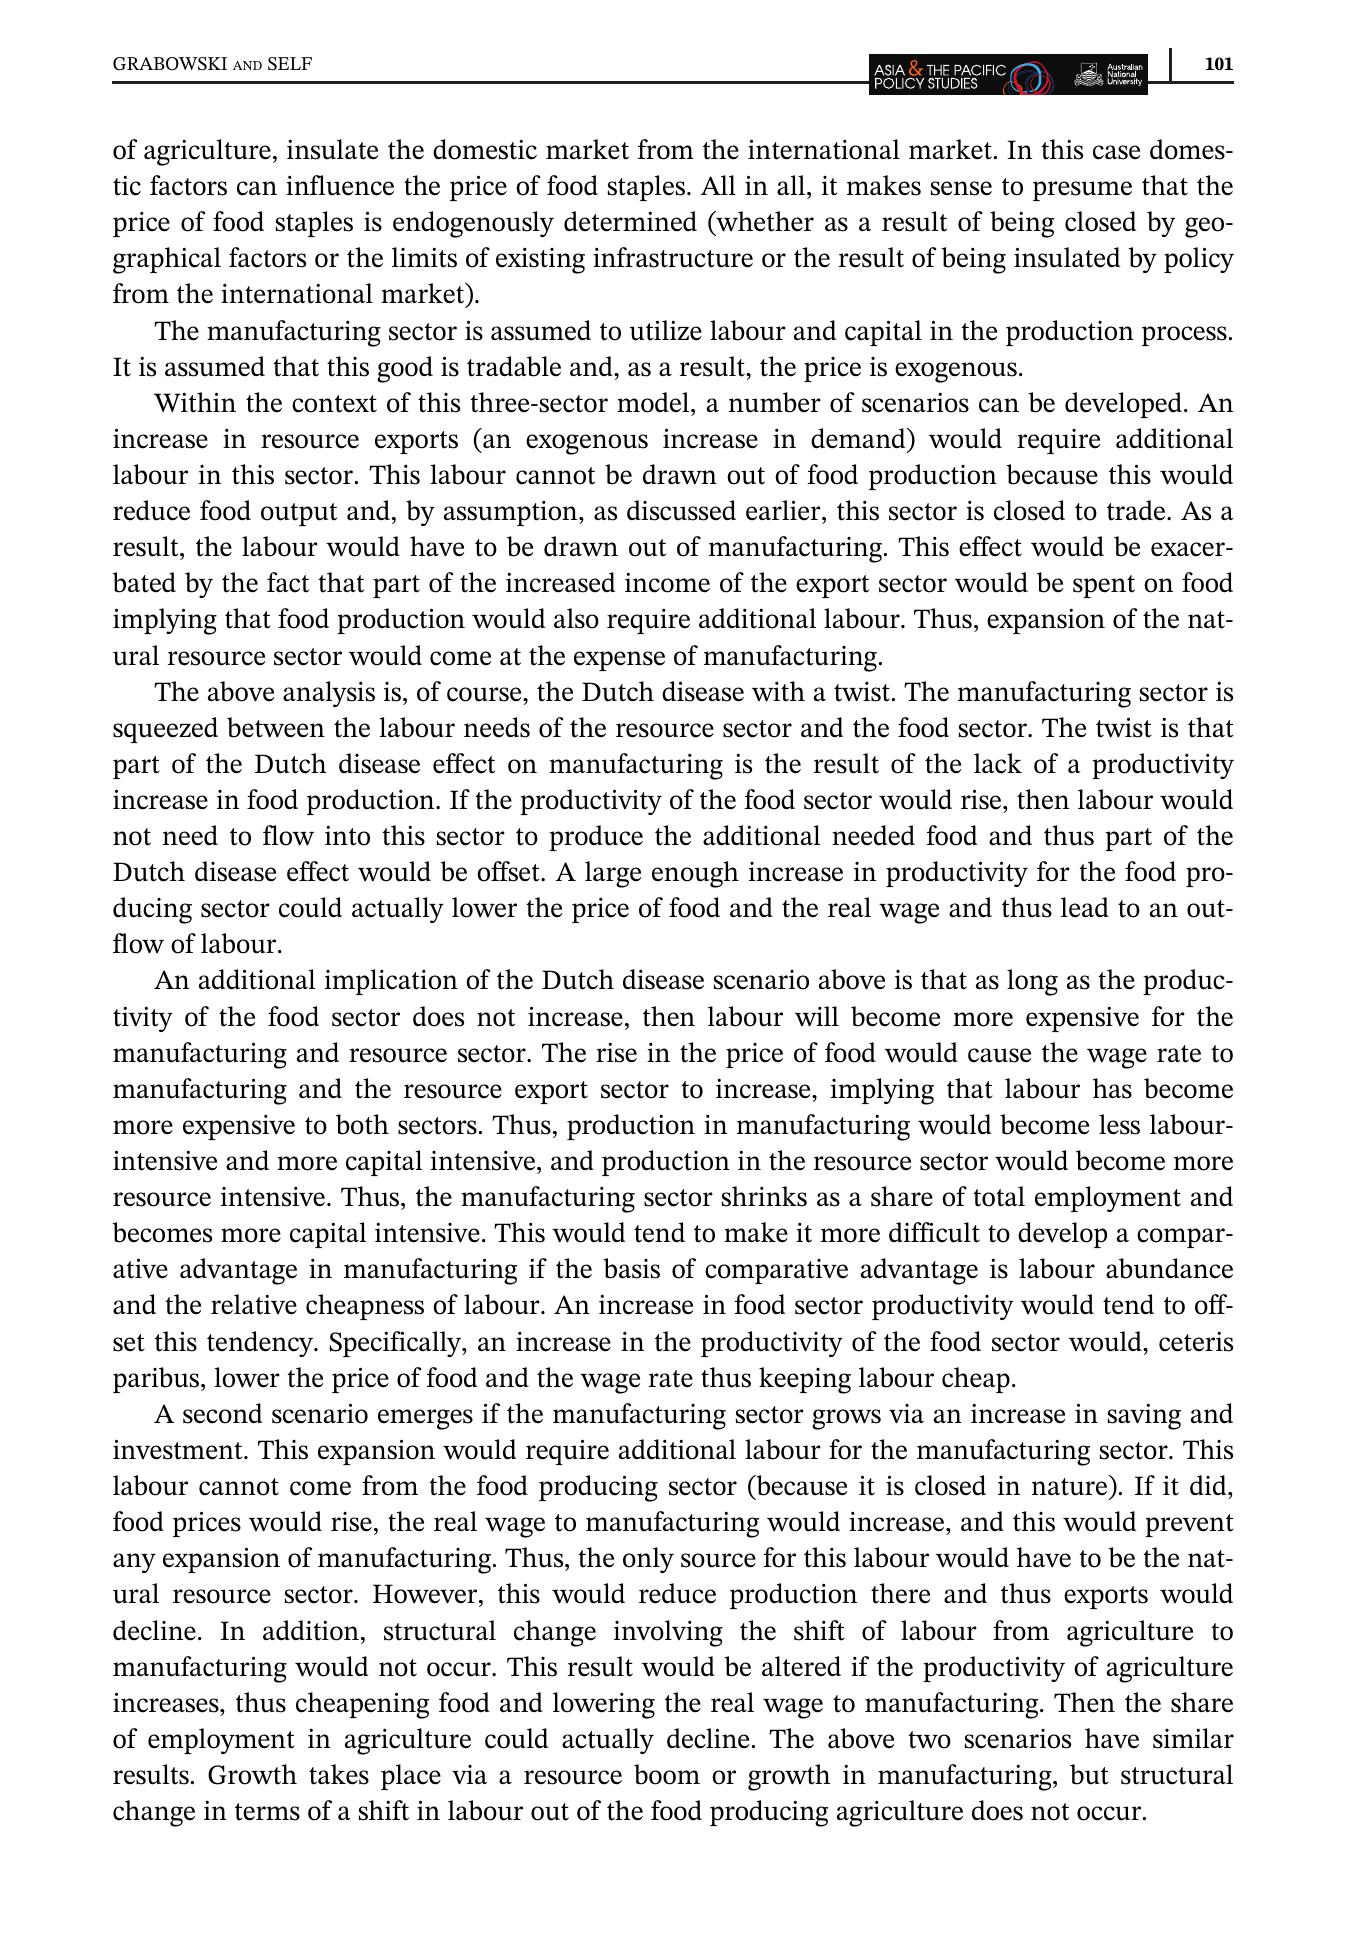 GRABOWSKI AND SELF
ASIA & THE PACIFIC
POLICY STUDIES
Australian
National
University
101
of agriculture, insulate the domestic market from the international market. In this case domes-
tic factors can influence the price of food staples. All in all, it makes sense to presume that the
price of food staples is endogenously determined (whether as a result of being closed by geo-
graphical factors or the limits of existing infrastructure or the result of being insulated by policy
from the international market).
The manufacturing sector is assumed to utilize labour and capital in the production process.
It is assumed that this good is tradable and, as a result, the price is exogenous.
Within the context of this three-sector model, a number of scenarios can be developed. An
increase in resource exports (an exogenous increase in demand) would require additional
labour in this sector. This labour cannot be drawn out of food production because this would
reduce food output and, by assumption, as discussed earlier, this sector is closed to trade. As a
result, the labour would have to be drawn out of manufacturing. This effect would be exacer-
bated by the fact that part of the increased income of the export sector would be spent on food
implying that food production would also require additional labour. Thus, expansion of the nat-
ural resource sector would come at the expense of manufacturing.
The above analysis is, of course, the Dutch disease with a twist. The manufacturing sector is
squeezed between the labour needs of the resource sector and the food sector. The twist is that
part of the Dutch disease effect on manufacturing is the result of the lack of a productivity
increase in food production. If the productivity of the food sector would rise, then labour would
not need to flow into this sector to produce the additional needed food and thus part of the
Dutch disease effect would be offset. A large enough increase in productivity for the food pro-
ducing sector could actually lower the price of food and the real wage and thus lead to an out-
flow of labour.
An additional implication of the Dutch disease scenario above is that as long as the produc-
tivity of the food sector does not increase, then labour will become more expensive for the
manufacturing and resource sector. The rise in the price of food would cause the wage rate to
manufacturing and the resource export sector to increase, implying that labour has become
more expensive to both sectors. Thus, production in manufacturing would become less labour-
intensive and more capital intensive, and production in the resource sector would become more
resource intensive. Thus, the manufacturing sector shrinks as a share of total employment and
becomes more capital intensive. This would tend to make it more difficult to develop a compar-
ative advantage in manufacturing if the basis of comparative advantage is labour abundance
and the relative cheapness of labour. An increase in food sector productivity would tend to off-
set this tendency. Specifically, an increase in the productivity of the food sector would, ceteris
paribus, lower the price of food and the wage rate thus keeping labour cheap.
A second scenario emerges if the manufacturing sector grows via an increase in saving and
investment. This expansion would require additional labour for the manufacturing sector. This
labour cannot come from the food producing sector (because it is closed in nature). If it did,
food prices would rise, the real wage to manufacturing would increase, and this would prevent
any expansion of manufacturing. Thus, the only source for this labour would have to be the nat-
ural resource sector. However, this would reduce production there and thus exports would
decline. In addition, structural change involving the shift of labour from agriculture to
manufacturing would not occur. This result would be altered if the productivity of agriculture
increases, thus cheapening food and lowering the real wage to manufacturing. Then the share
of employment in agriculture could actually decline. The above two scenarios have similar
results. Growth takes place via a resource boom or growth in manufacturing, but structural
change in terms of a shift in labour out of the food producing agriculture does not occur.